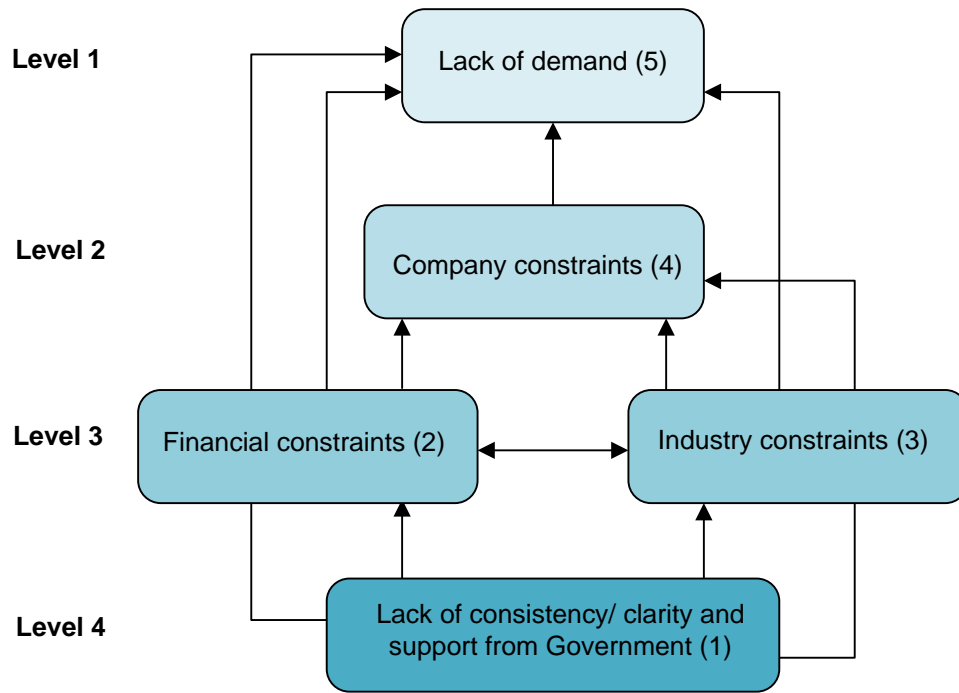 Level 1
Lack of demand (5)
Level 2
Company constraints (4)
Level 3
Financial constraints (2)
Industry constraints (3)
Level 4
Lack of consistency/ clarity and
support from Government (1)